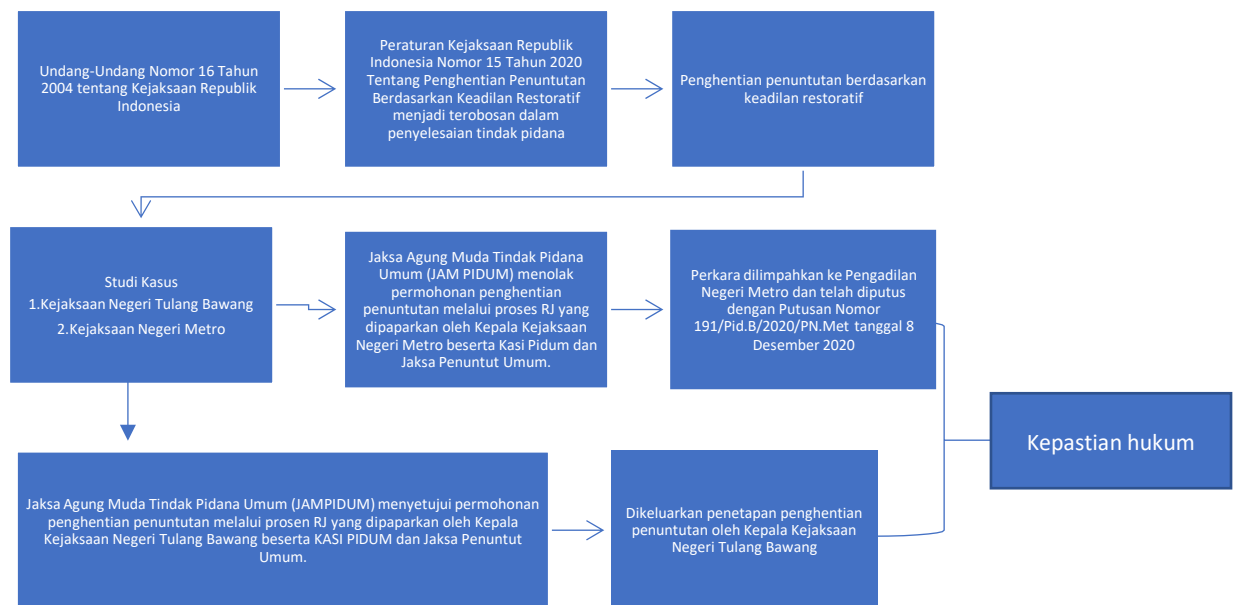 Undang-Undang Nomor 16 Tahun
2004 tentang Kejaksaan Republik
Indonesia
Peraturan Kejaksaan Republik
Indonesia Nomor 15 Tahun 2020
Tentang Penghentian Penuntutan
Berdasarkan Keadilan Restoratif
menjadi terobosan dalam
penyelesaian tindak pidana
Penghentian penuntutan berdasarkan
keadilan restoratif
Studi Kasus
1.Kejaksaan Negeri Tulang Bawang
2.Kejaksaan Negeri Metro
Jaksa Agung Muda Tindak Pidana
Umum (JAM PIDUM) menolak
permohonan penghentian
penuntutan melalui proses RJ yang
dipaparkan oleh Kepala Kejaksaan
Negeri Metro beserta Kasi Pidum dan
Jaksa Penuntut Umum.
Perkara dilimpahkan ke Pengadilan
Negeri Metro dan telah diputus
dengan Putusan Nomor
191/Pid.B/2020/PN.Met tanggal 8
Desember 2020
Kepastian hukum
Jaksa Agung Muda Tindak Pidana Umum (JAMPIDUM) menyetujui permohonan
penghentian penuntutan melalui prosen RJ yang dipaparkan oleh Kepala
Kejaksaan Negeri Tulang Bawang beserta KASI PIDUM dan Jaksa Penuntut
Umum.
Dikeluarkan penetapan penghentian
penuntutan oleh Kepala Kejaksaan
Negeri Tulang Bawang